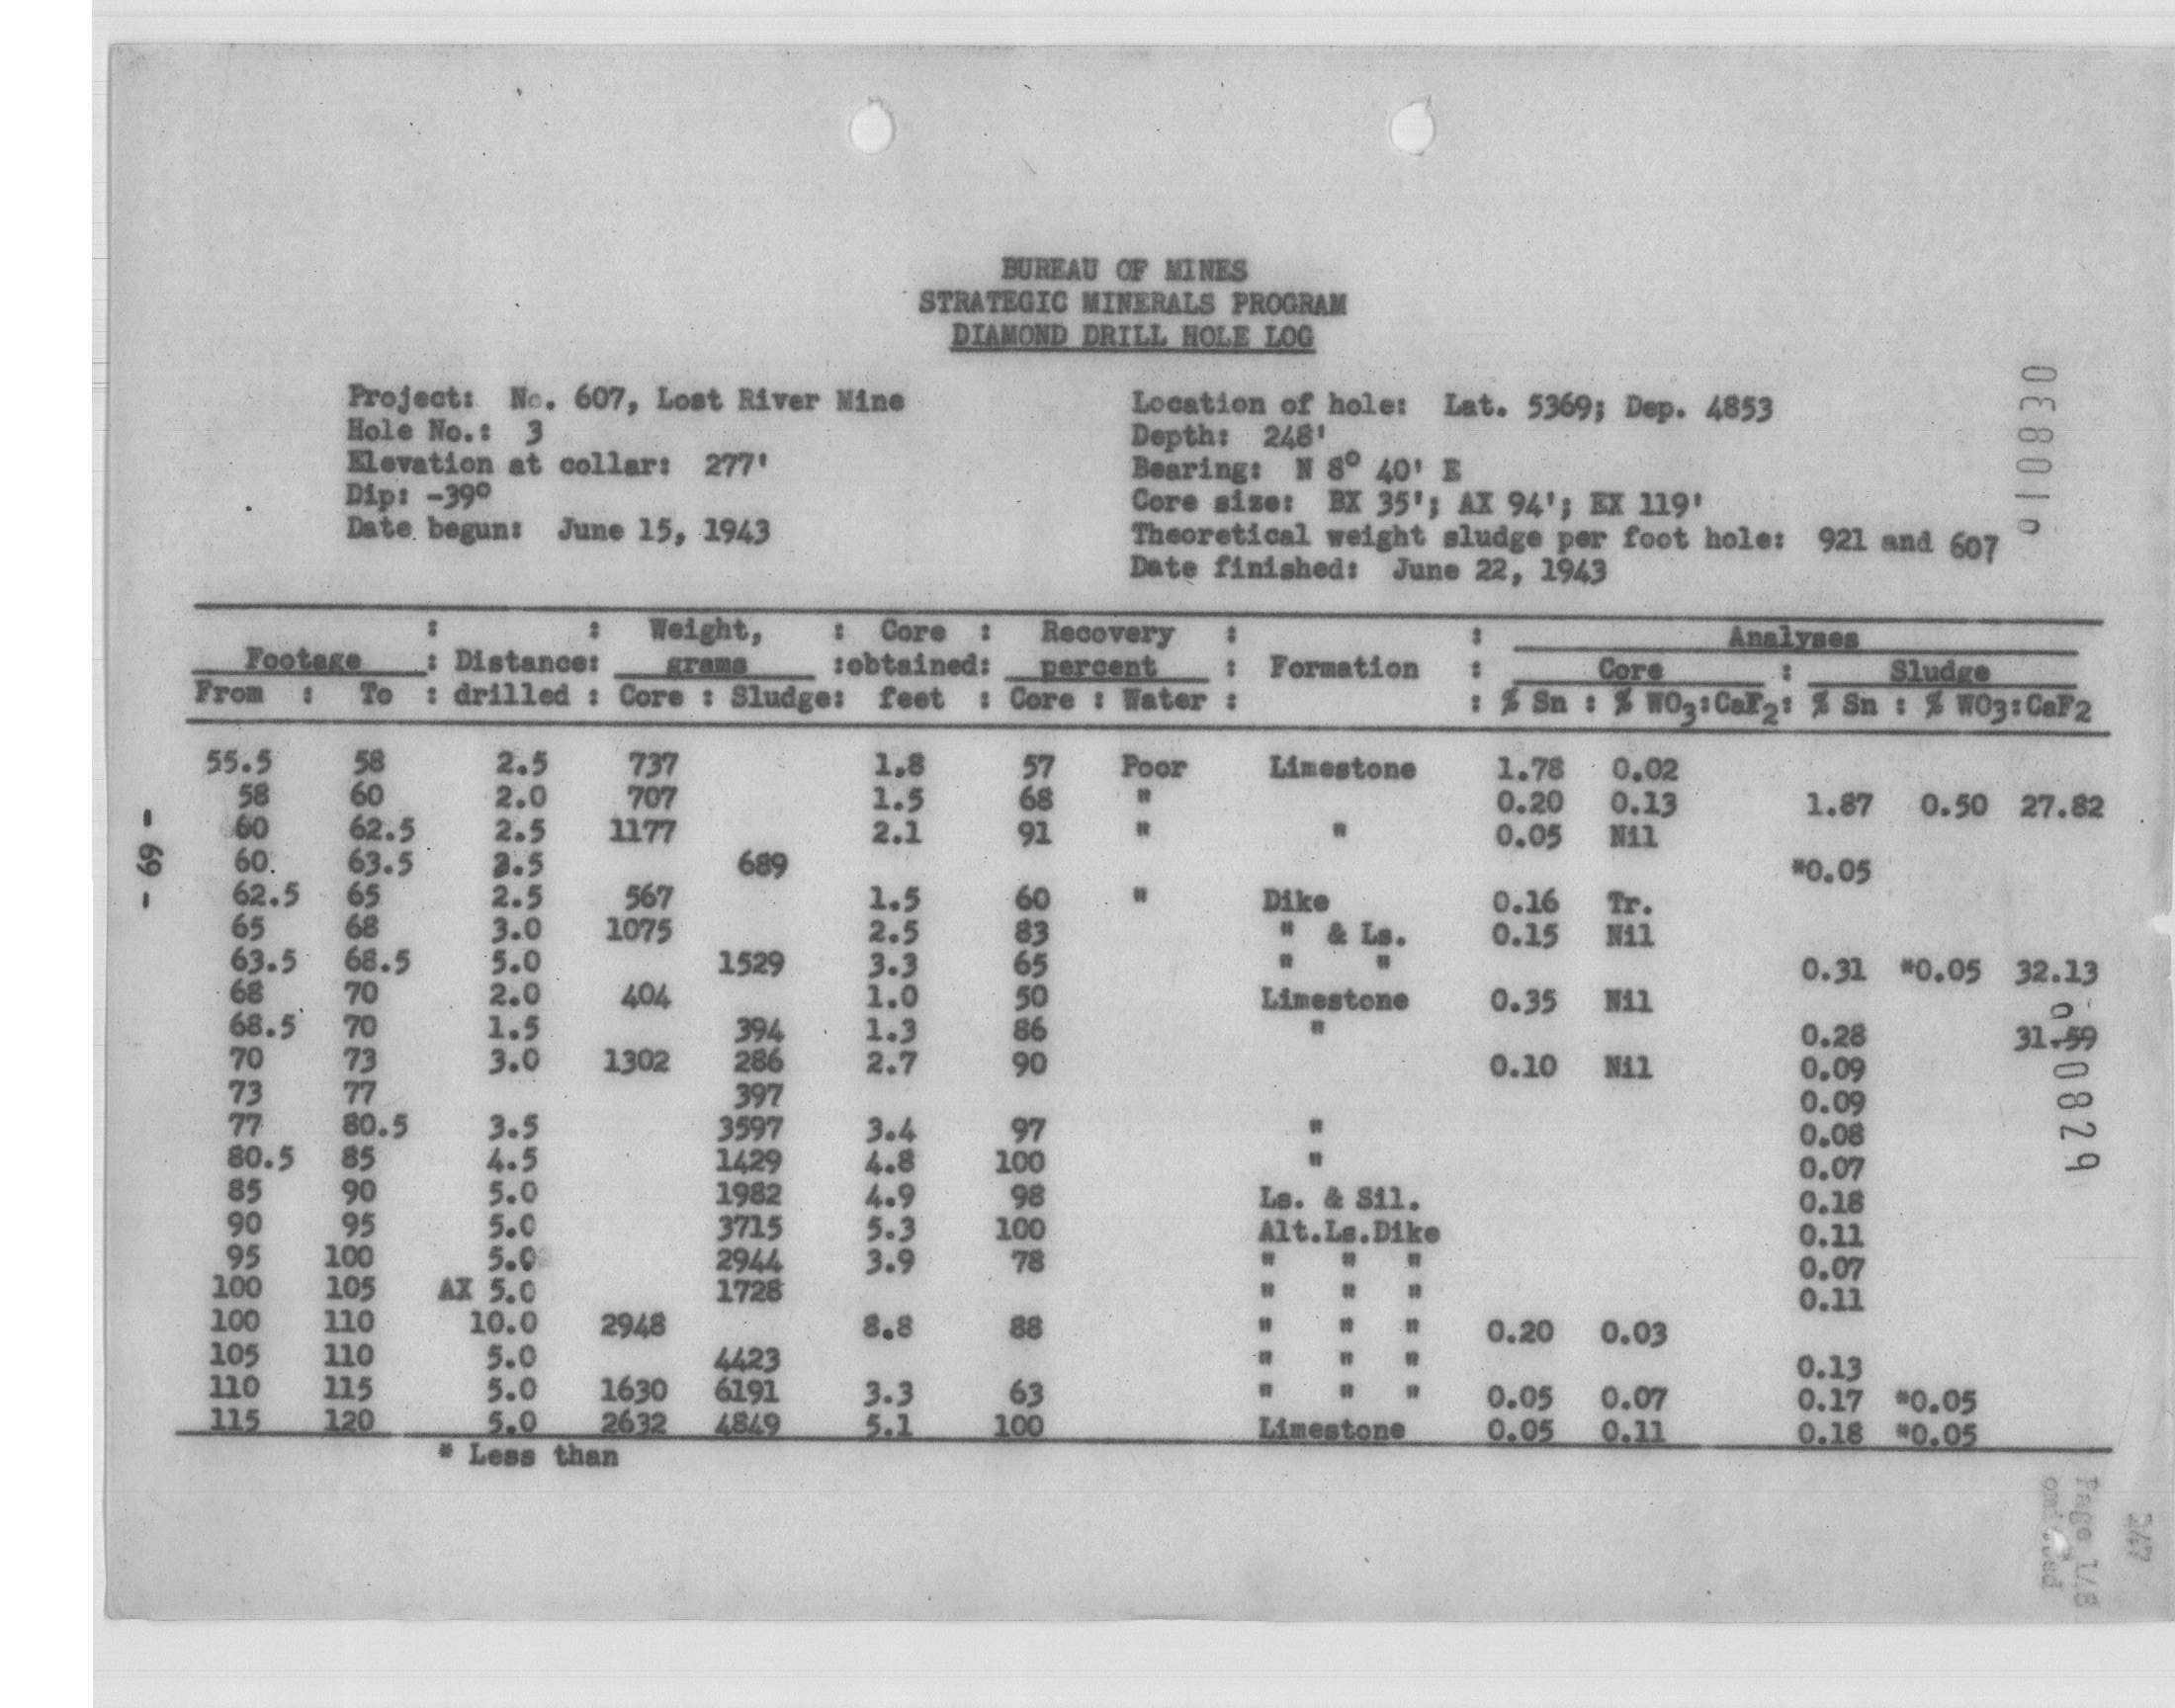 BUREAU OF MINES
STRATEGIC MINERALS PROGRAM
DIAMOND DRILL HOLE LOG
Project: No. 607, Lost River Mine
Hole No.: 3
Elevation at collar: 277'
Dip: -39°
Date begun: June 15, 1943
Location of hole: Lat. 5369; Dep. 4853
Depth: 248'
Bearing: N 8° 40' E
Core size: BX 35'; AX 94'; EX 119'
Theoretical weight sludge per foot hole: 921 and 607
Date finished: June 22, 1943
: : Weight, : Core : Recovery : : Analyses
Footage : Distance: grams :obtained: percent : Formation : Core : Sludge
From : To : drilled : Core : Sludge: feet : Core : Water : : % Sn : % WO3:CaF2: % Sn : % WO3:CaF2
55.5 58 2.5 737 1.8 57 Poor Limestone 1.78 0.02
58 60 2.0 707 1.5 68 " 0.20 0.13 1.87 0.50 27.82
60 62.5 2.5 1177 2.1 91 " " 0.05 Nil
60. 63.5 3.5 689 *0.05
62.5 65 2.5 567 1.5 60 " Dike 0.16 Tr.
65 68 3.0 1075 2.5 83 " & Ls. 0.15 Nil
63.5 68.5 5.0 1529 3.3 65 " " 0.31 *0.05 32.13
68 70 2.0 404 1.0 50 Limestone 0.35 Nil
68.5 70 1.5 394 1.3 86 " 0.28 31.59
70 73 3.0 1302 286 2.7 90 0.10 Nil 0.09
73 77 397 0.09
77 80.5 3.5 3597 3.4 97 " 0.08
80.5 85 4.5 1429 4.8 100 " 0.07
85 90 5.0 1982 4.9 98 Ls. & Sil. 0.18
90 95 5.0 3715 5.3 100 Alt.Ls.Dike 0.11
95 100 5.0 2944 3.9 78 " " " 0.07
100 105 AX 5.0 1728 " " " 0.11
100 110 10.0 2948 8.8 88 " " " 0.20 0.03
105 110 5.0 4423 " " " 0.13
110 115 5.0 1630 6191 3.3 63 " " " 0.05 0.07 0.17 *0.05
115 120 5.0 2632 4849 5.1 100 Limestone 0.05 0.11 0.18 *0.05
* Less than
- 69 -